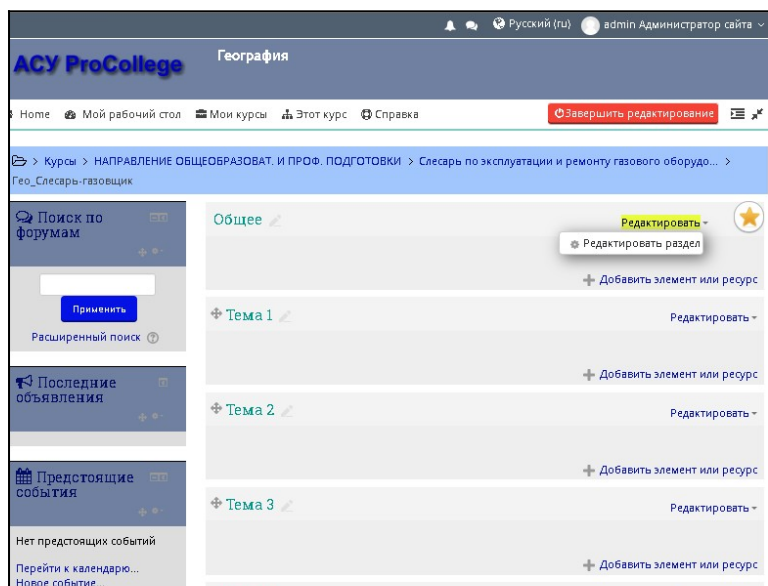 Русский (ru) admin Администратор сайта
АСУ ProCollege
География
Home Мой рабочий стол Мои курсы Этот курс Справка Завершить редактирование
> Курсы > НАПРАВЛЕНИЕ ОБЩЕОБРАЗОВАТ. И ПРОФ. ПОДГОТОВКИ > Слесарь по эксплуатации и ремонту газового оборудо... >
Гео_Слесарь-газовщик
Поиск по
форумам
Применить
Расширенный поиск
Последние
объявления
Предстоящие
события
Нет предстоящих событий
Перейти к календарю...
Новое событие...
Общее Редактировать
Редактировать раздел
Добавить элемент или ресурс
Тема 1 Редактировать
Добавить элемент или ресурс
Тема 2 Редактировать
Добавить элемент или ресурс
Тема 3 Редактировать
Добавить элемент или ресурс